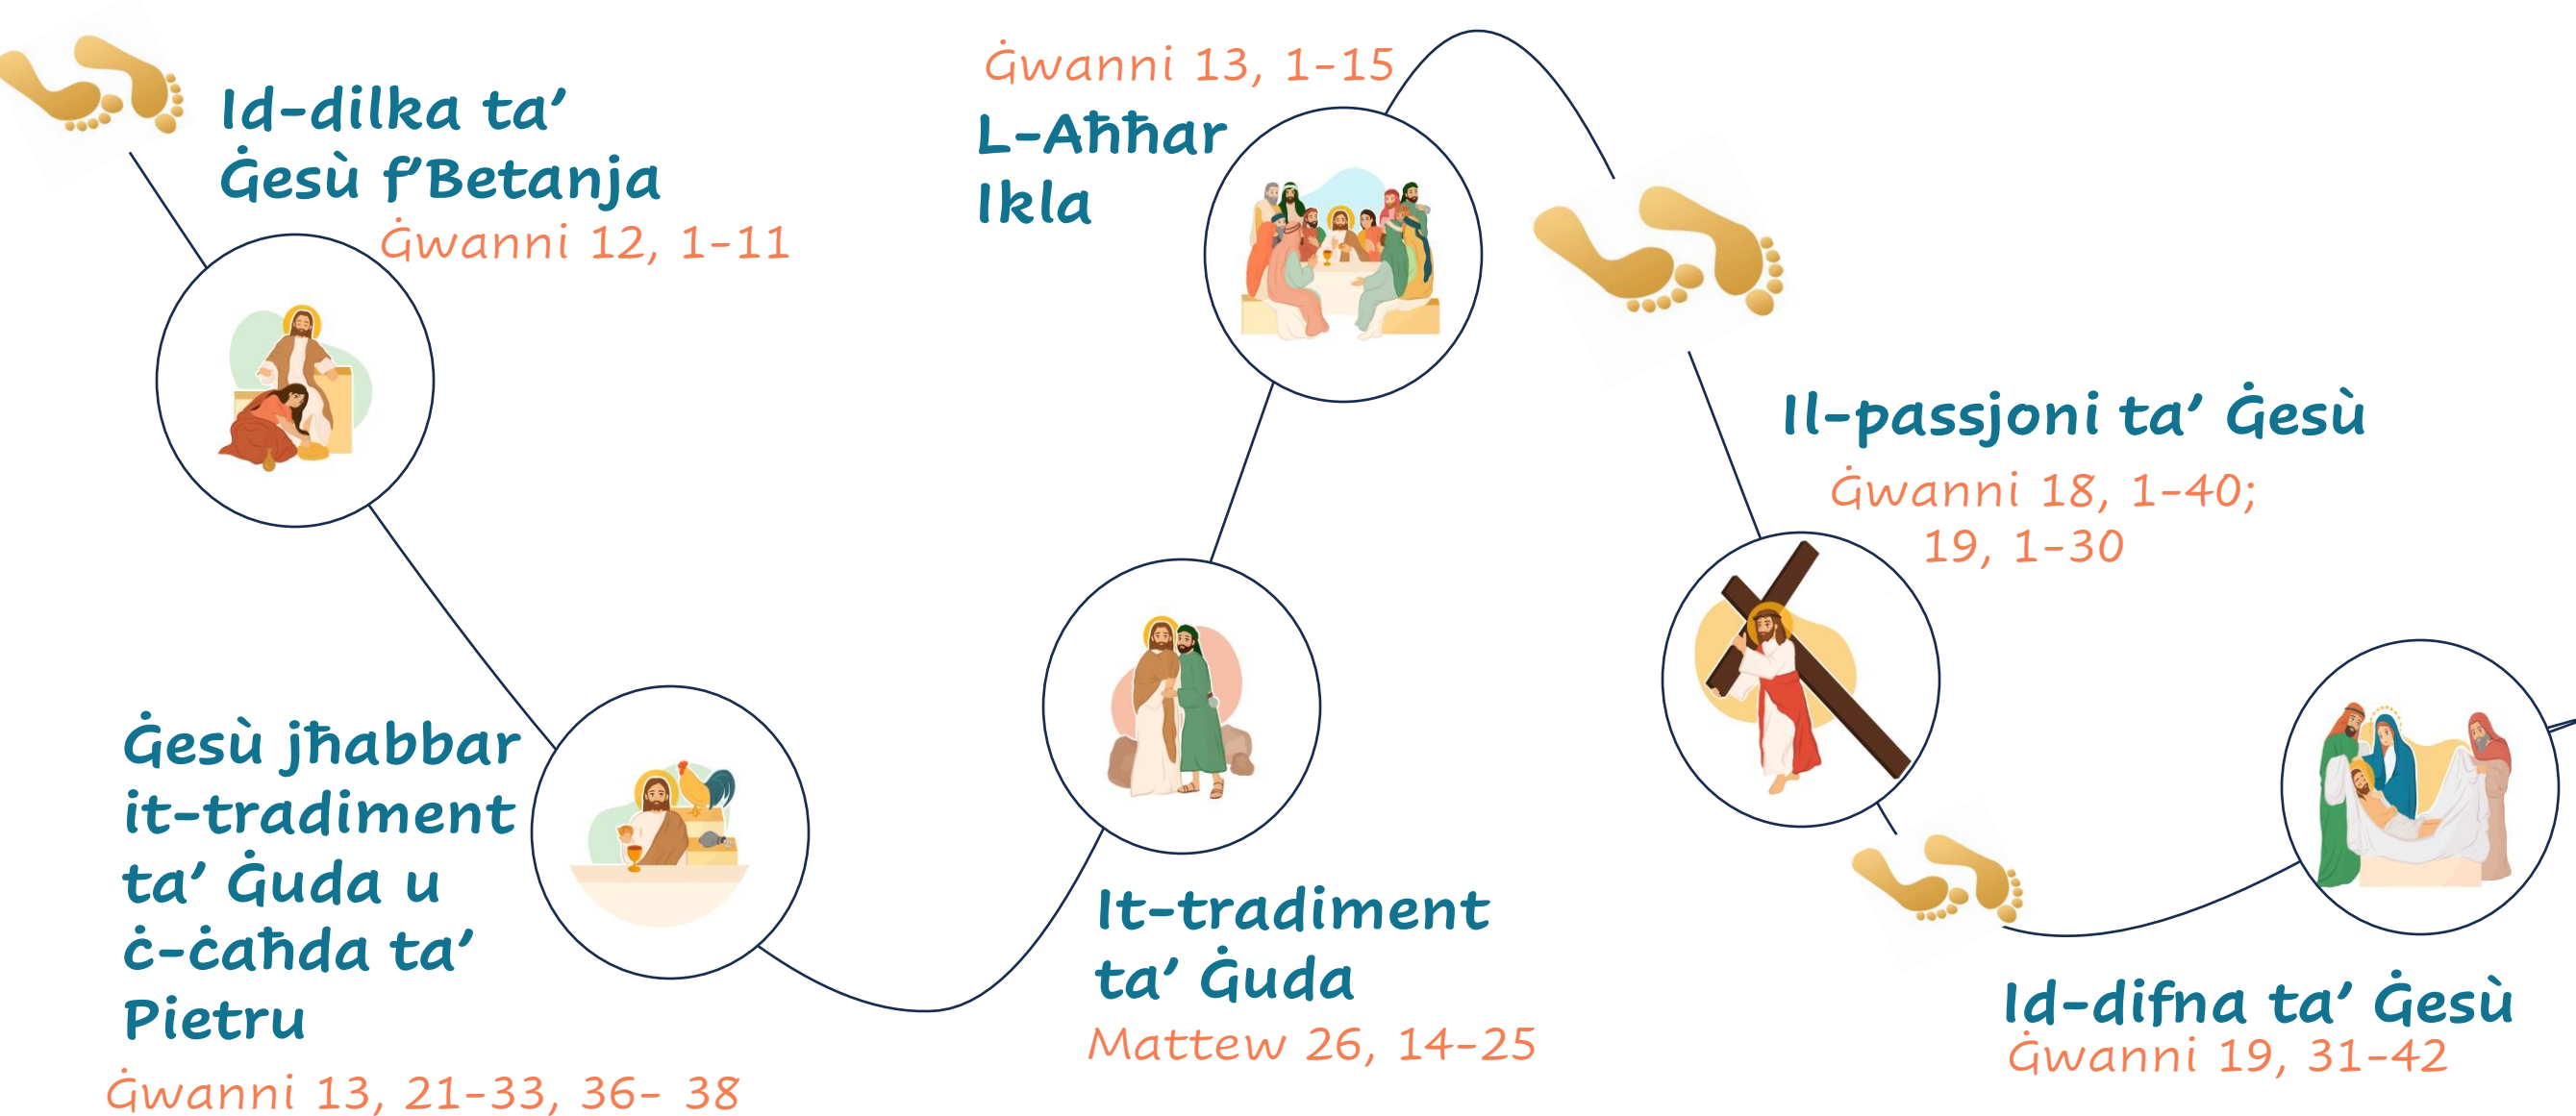 Id-dilka ta’
Ġesù f’Betanja
Ġwanni 12, 1-11
Ġesù jħabbar
it-tradiment
ta’ Ġuda u
ċ-ċaħda ta’
Pietru
Ġwanni 13, 21-33, 36- 38
It-tradiment
ta’ Ġuda
Mattew 26, 14-25
Ġwanni 13, 1-15
L-Aħħar
Ikla
Il-passjoni ta’ Ġesù
Ġwanni 18, 1-40;
19, 1-30
Id-difna ta’ Ġesù
Ġwanni 19, 31-42